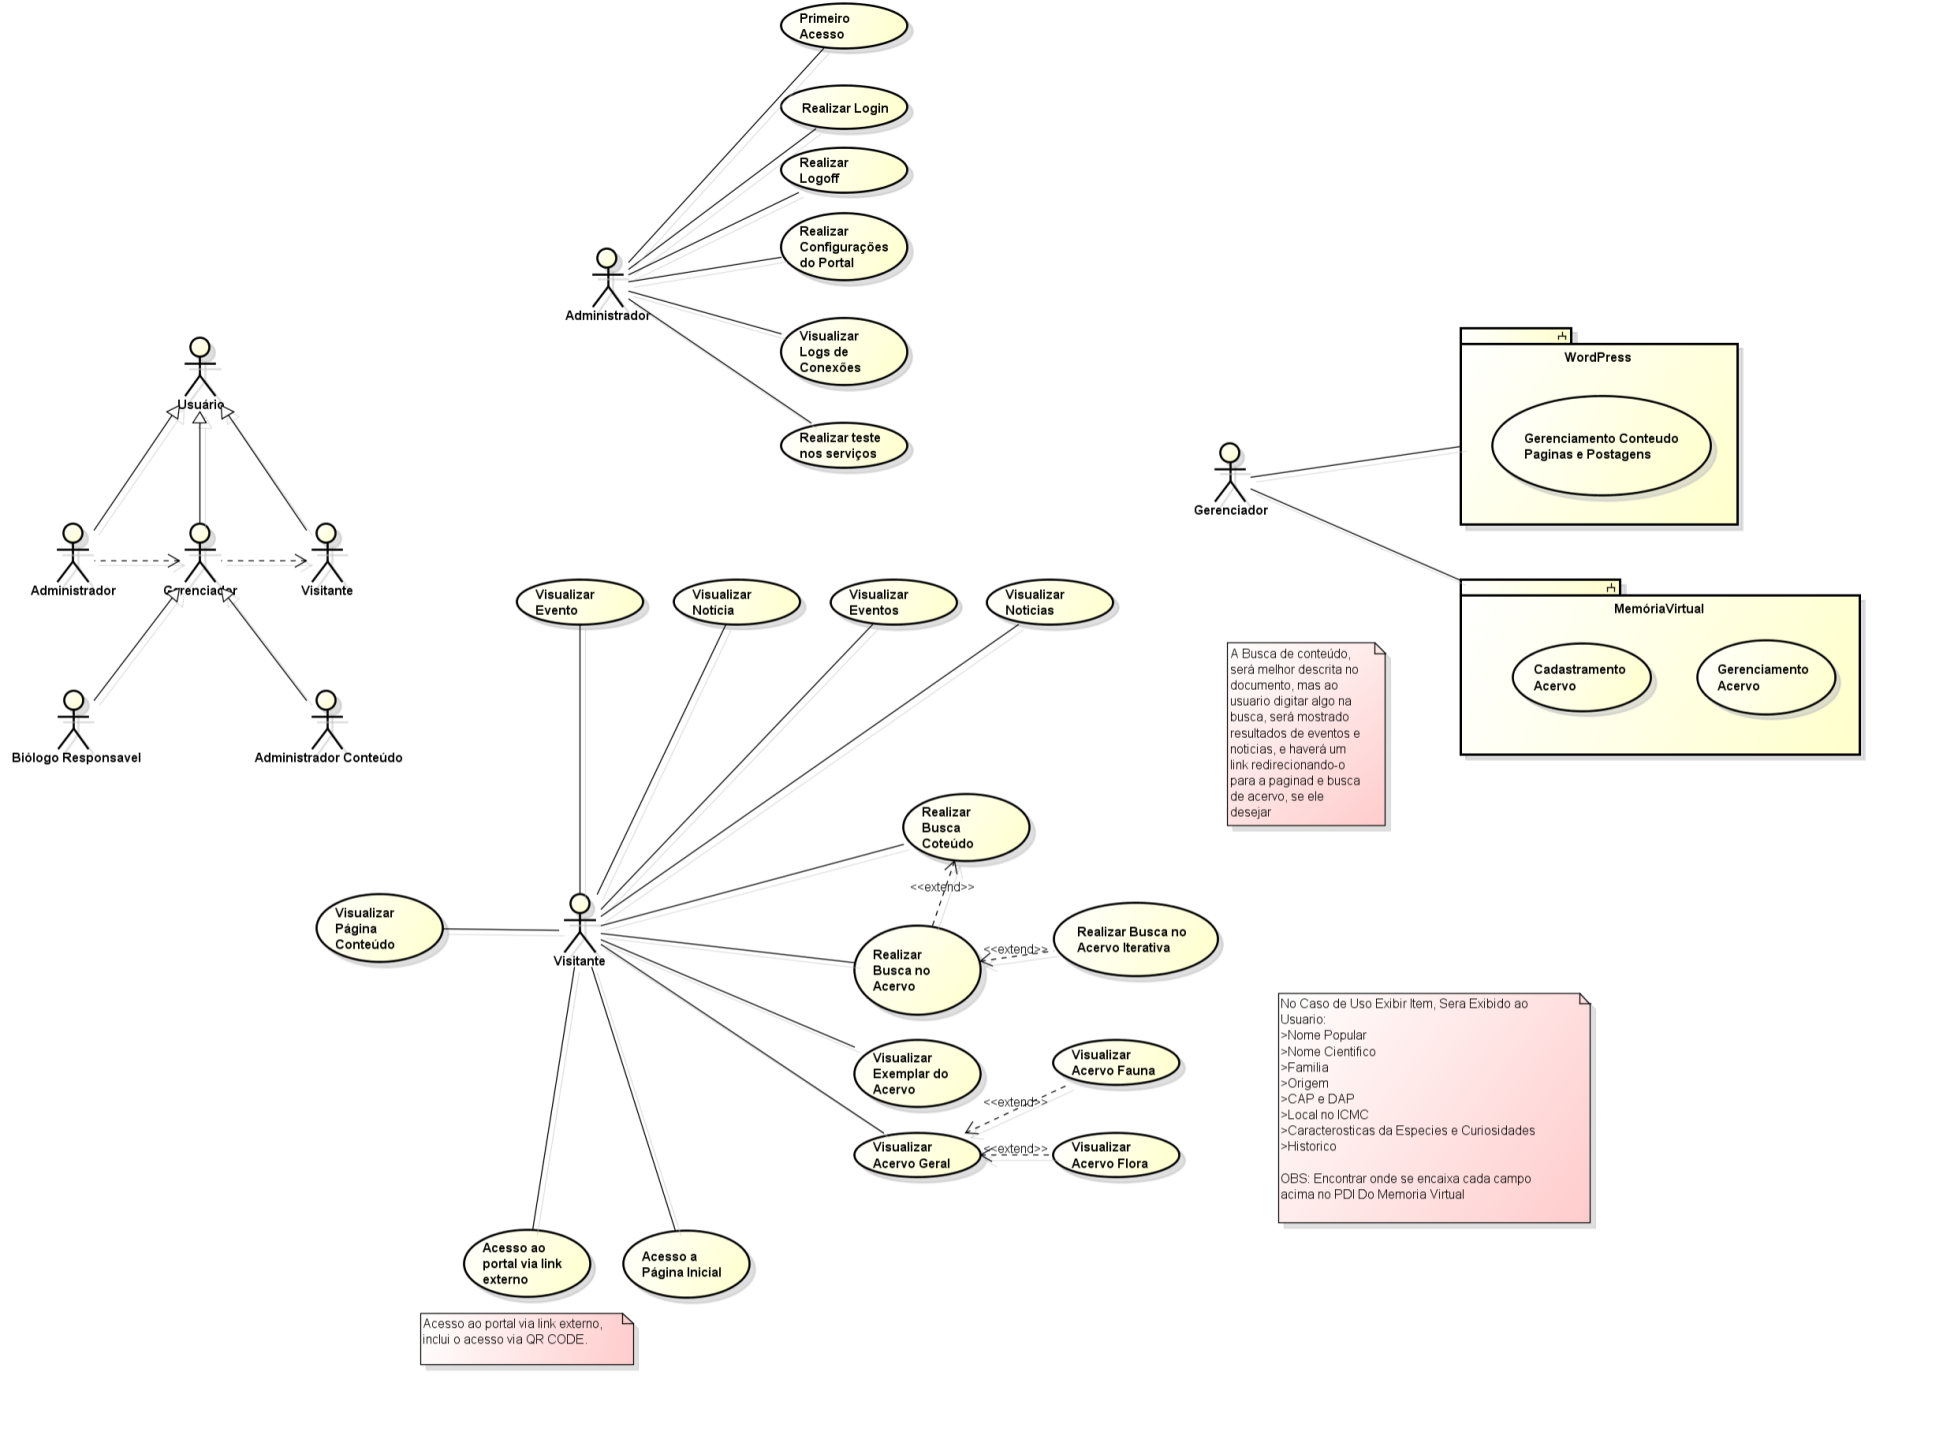 Primeiro
Acesso
Realizar Login
Realizar
Logoff
Realizar
Configurações
do Portal
Administrador
Visualizar
Logs de
Conexões
Realizar teste
nos serviços
Usuário
Administrador
Gerenciador
Visitante
Biólogo Responsavel
Administrador Conteúdo
WordPress
Gerenciamento Conteudo
Paginas e Postagens
Gerenciador
MemóriaVirtual
Cadastramento
Acervo
Gerenciamento
Acervo
Visualizar
Evento
Visualizar
Notícia
Visualizar
Eventos
Visualizar
Noticias
A Busca de conteúdo,
será melhor descrita no
documento, mas ao
usuario digitar algo na
busca, será mostrado
resultados de eventos e
noticias, e haverá um
link redirecionando-o
para a paginad e busca
de acervo, se ele
desejar
Realizar
Busca
Coteúdo
<<extend>>
Visualizar
Página
Conteúdo
Visitante
Realizar
Busca no
Acervo
<<extend>>
Realizar Busca no
Acervo Iterativa
Visualizar
Exemplar do
Acervo
Visualizar
Acervo Fauna
<<extend>>
Visualizar
Acervo Geral
<<extend>>
Visualizar
Acervo Flora
No Caso de Uso Exibir Item, Sera Exibido ao
Usuario:
>Nome Popular
>Nome Cientifico
>Familia
>Origem
>CAP e DAP
>Local no ICMC
>Caracterosticas da Especies e Curiosidades
>Historico
OBS: Encontrar onde se encaixa cada campo
acima no PDI Do Memoria Virtual
Acesso ao
portal via link
externo
Acesso a
Página Inicial
Acesso ao portal via link externo,
inclui o acesso via QR CODE.